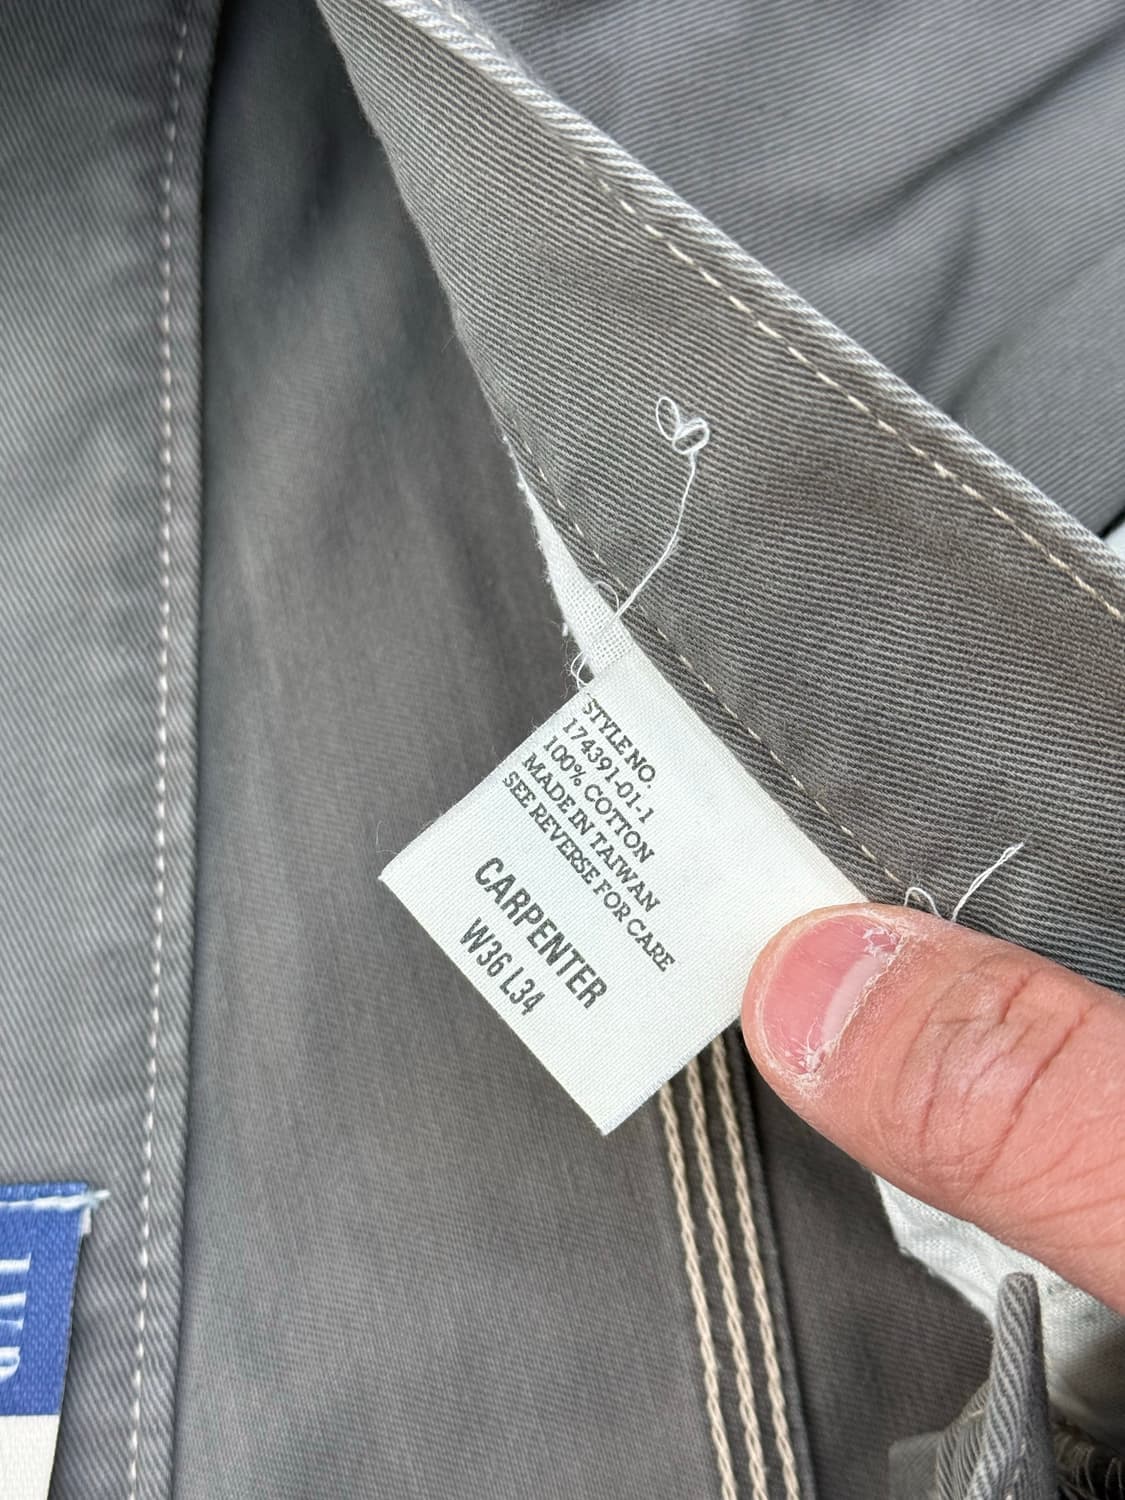 STYLE NO.
174391-01-1
100% COTTON
MADE IN TAIWAN
SEE REVERSE FOR CARE
CARPENTER
W36 L34